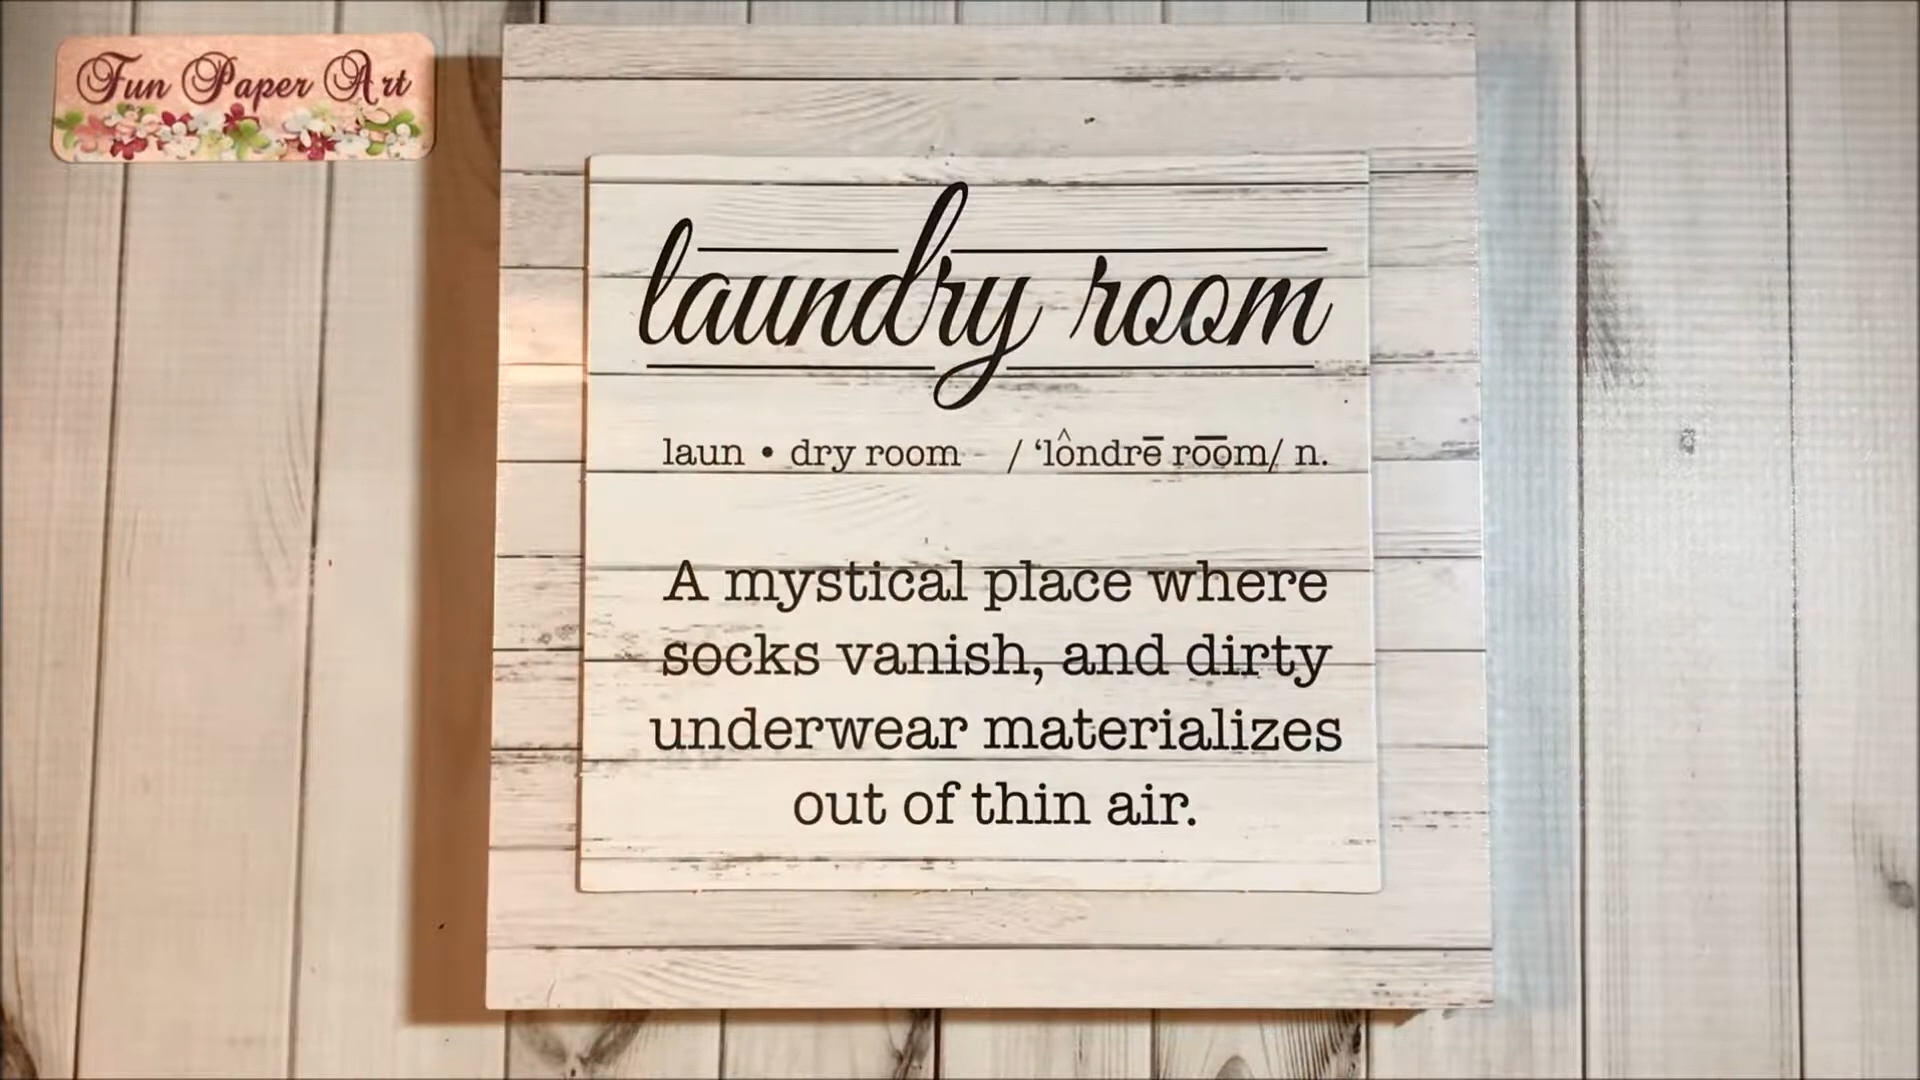 Fun Paper Art
laundry room
laun • dry room / ‘lôndrē ro͞om/ n.
A mystical place where
socks vanish, and dirty
underwear materializes
out of thin air.